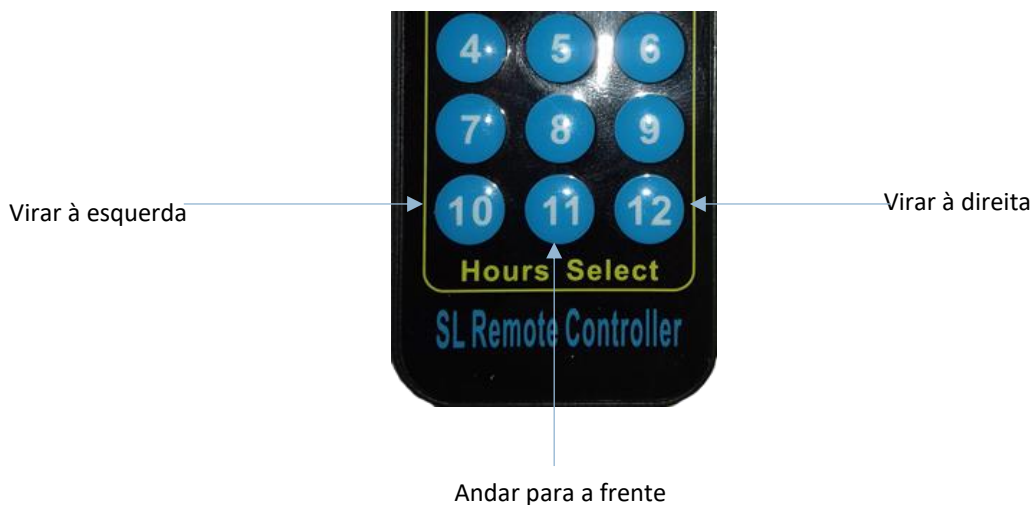 4 5 6
7 8 9
Virar à esquerda 10 11 12 Virar à direita
Hours Select
SL Remote Controller
Andar para a frente